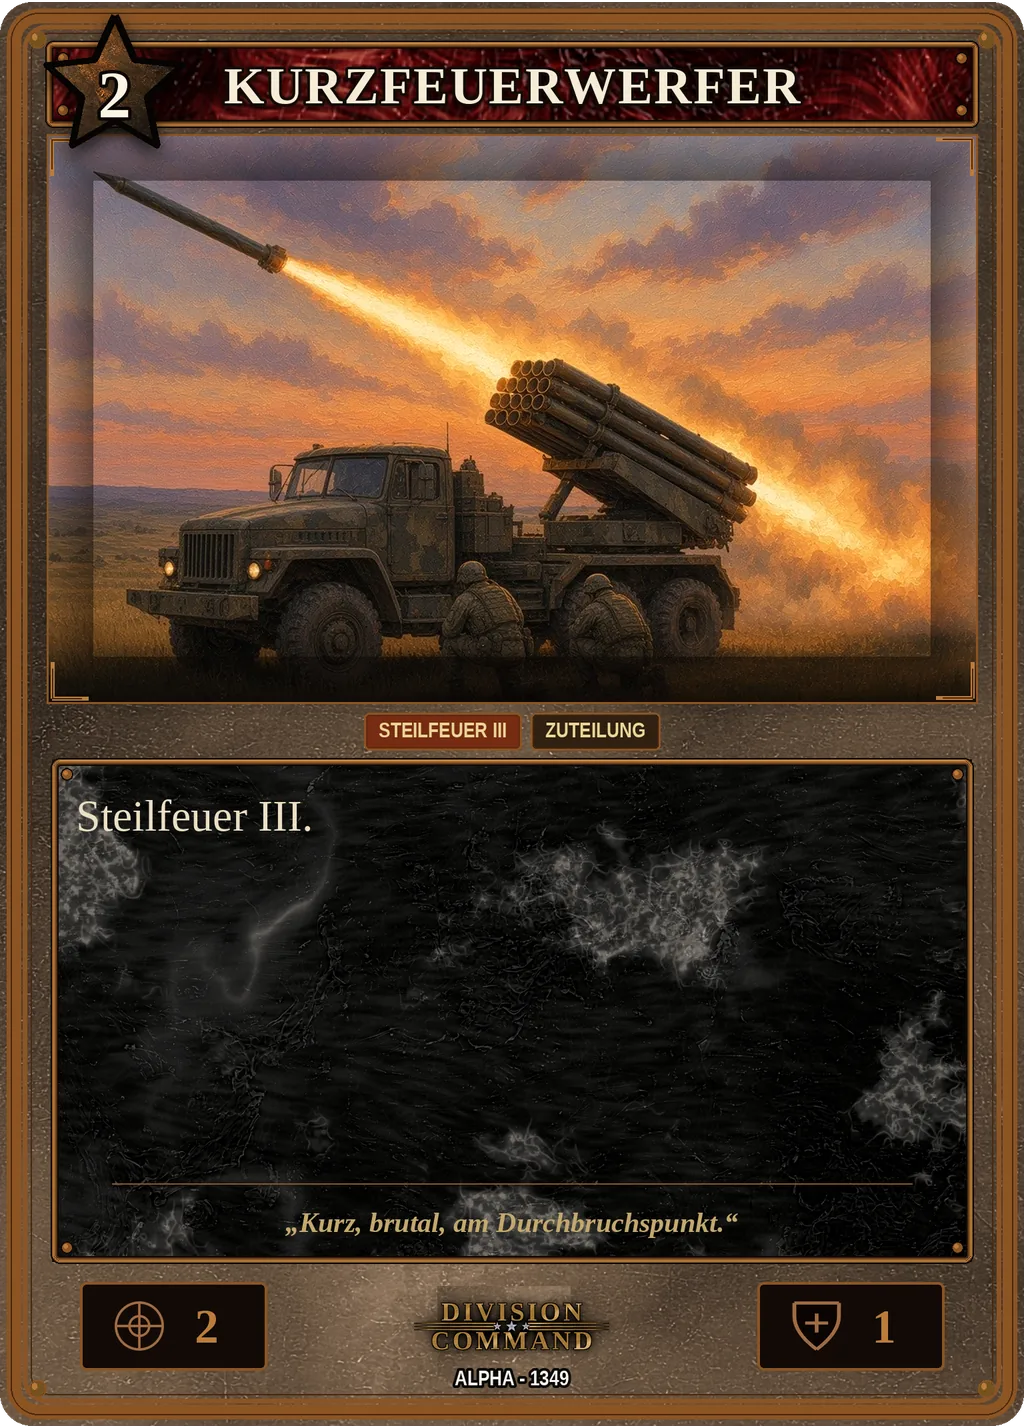 2
KURZFEUERWERFER
STEILFEUER III
ZUTEILUNG
Steilfeuer III.
„Kurz, brutal, am Durchbruchspunkt.“
2
DIVISION
COMMAND
1
ALPHA - 1349